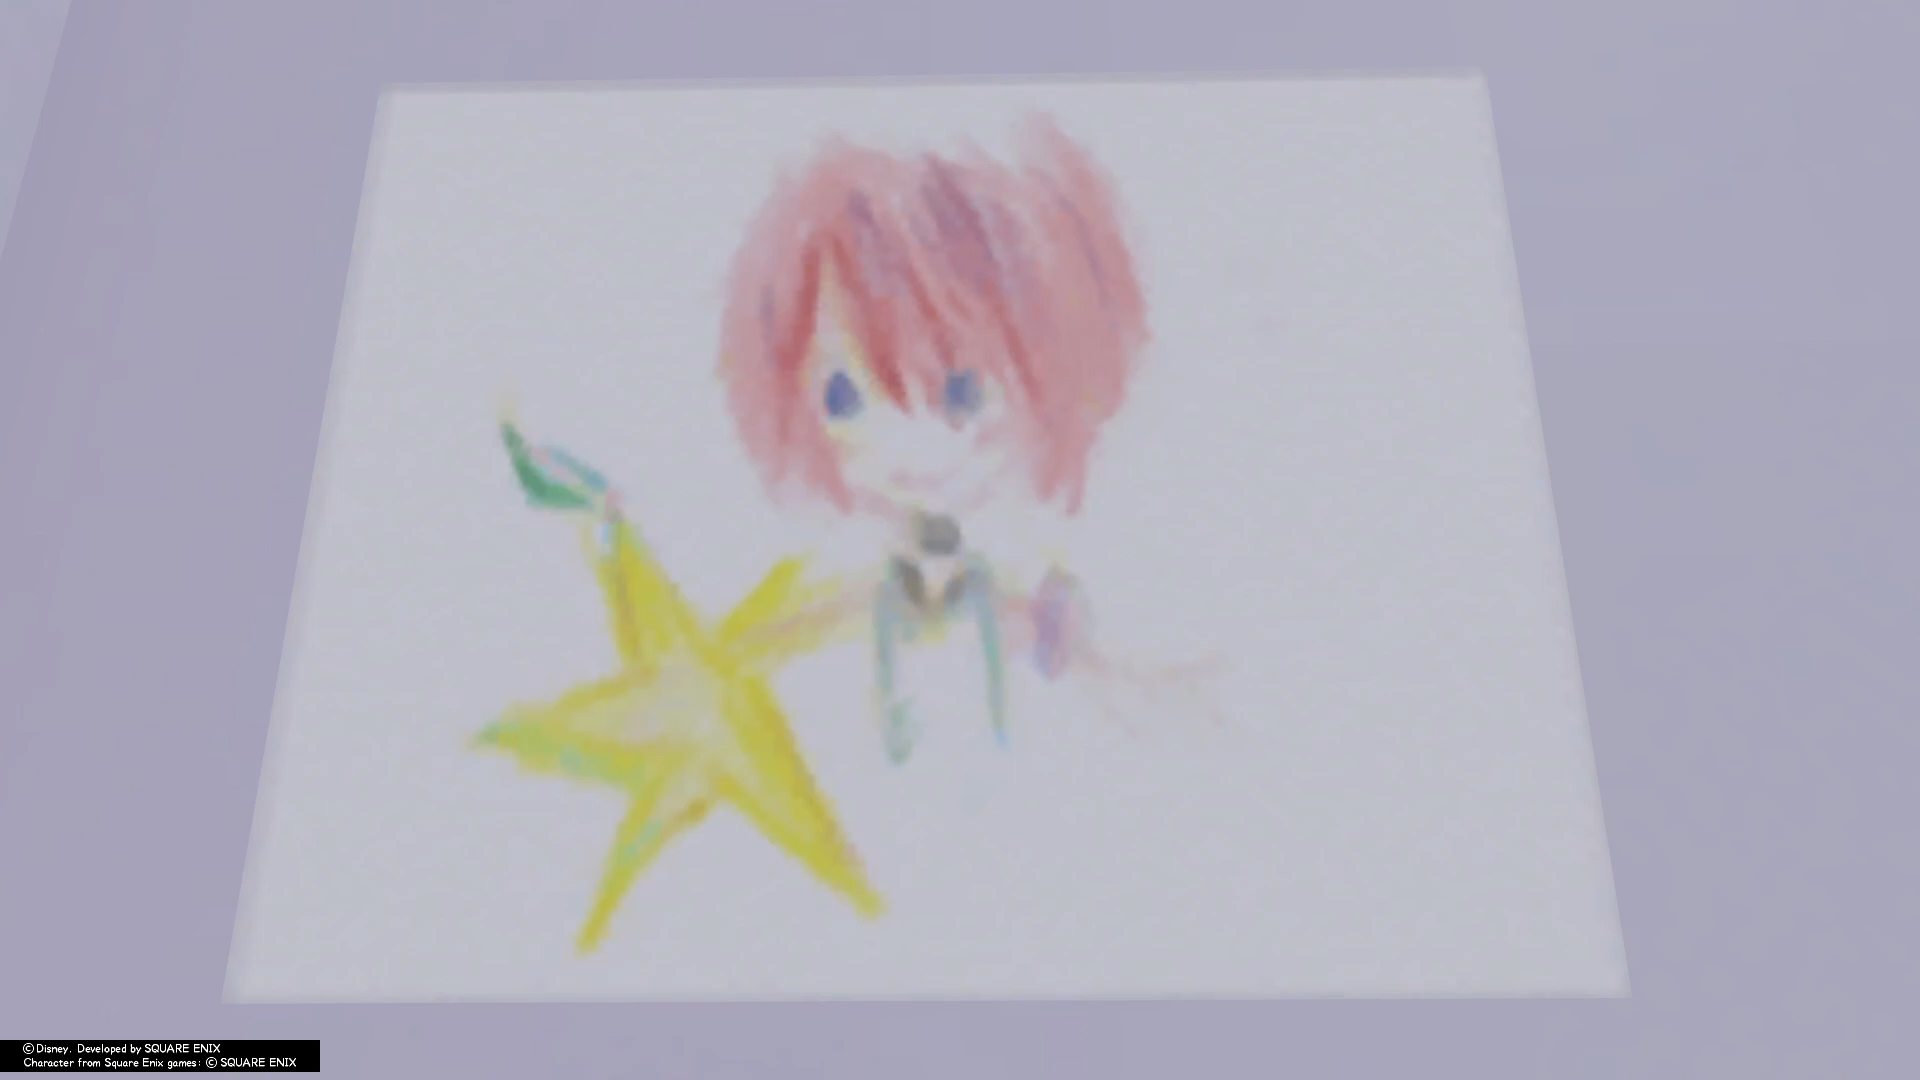 © Disney. Developed by SQUARE ENIX
Character from Square Enix games: © SQUARE ENIX